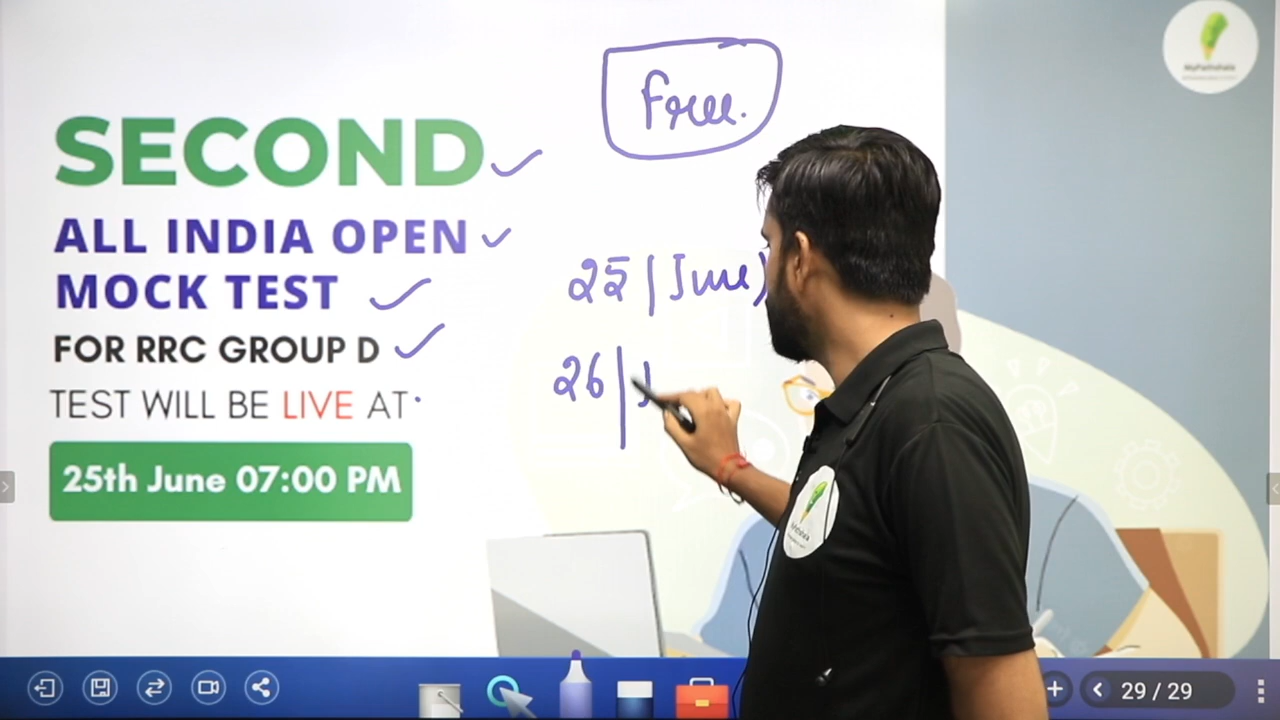 Free.
SECOND
ALL INDIA OPEN
MOCK TEST
FOR RRC GROUP D
TEST WILL BE LIVE AT
25th June 07:00 PM
25 | June
26 | J
MyPathshala
29 / 29